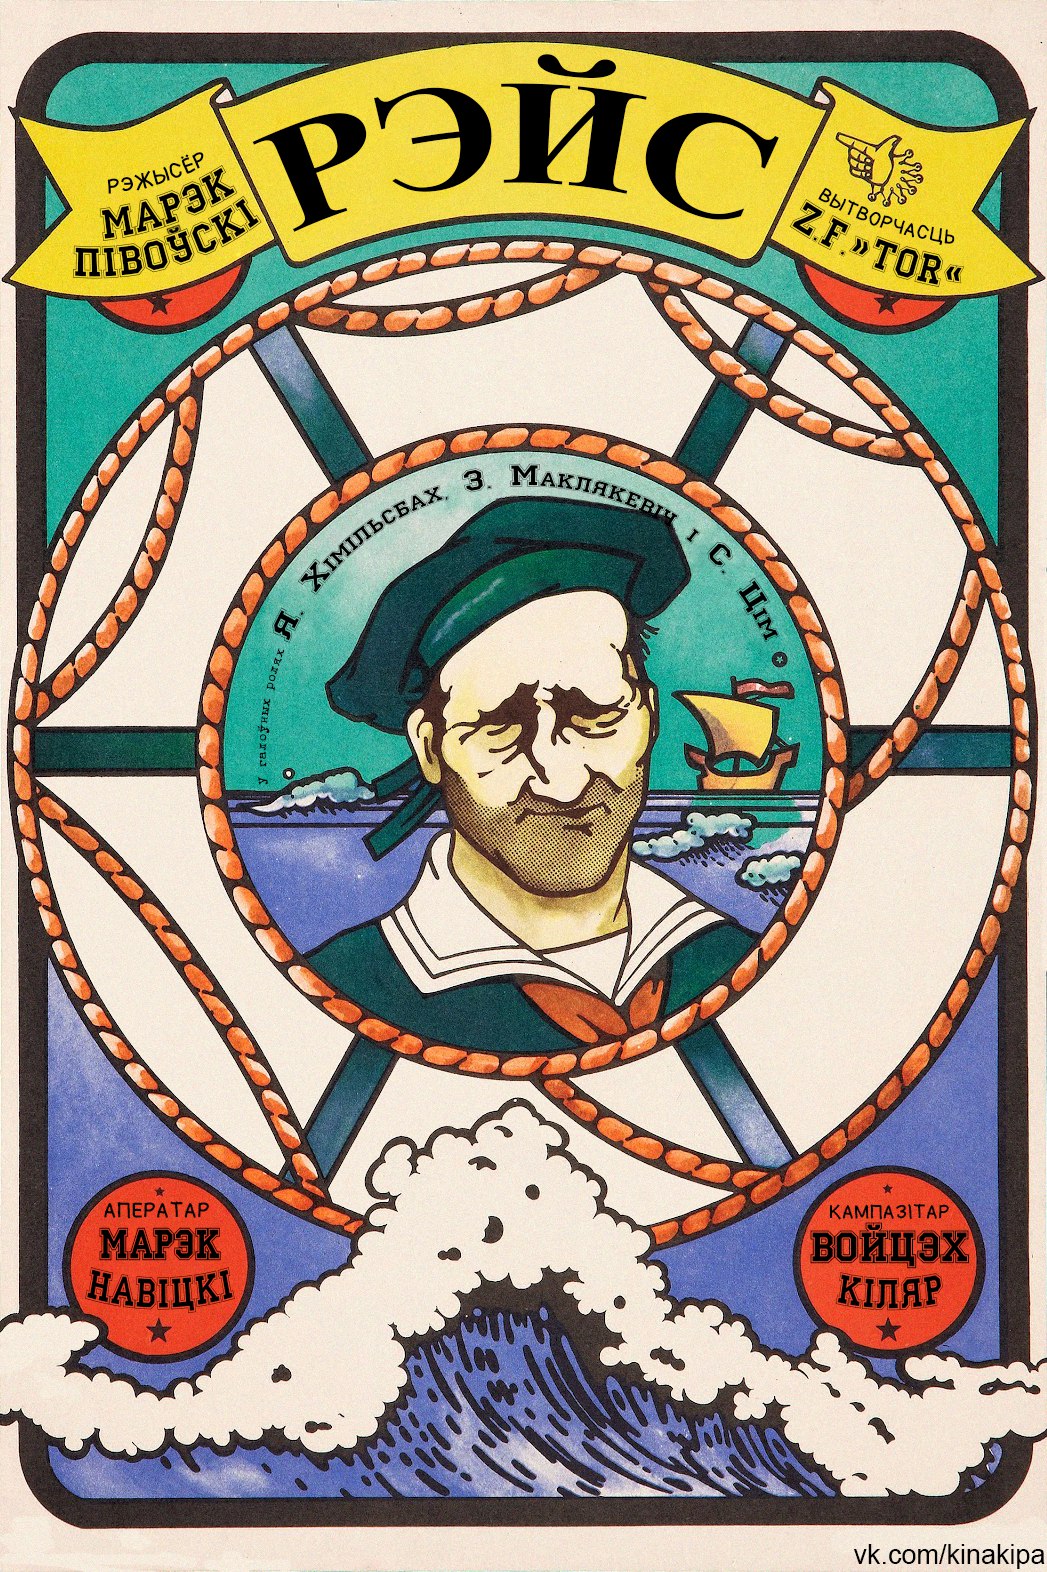 РЭЙС
РЭЖЫСЁР
МАРЭК
ПІВОЎСКІ
ВЫТВОРЧАСЦЬ
Z.F.»TOR«
у галоўных ролях Я. Хімільсбах, З. Маклякевіч і С. Цім
АПЕРАТАР
МАРЭК
НАВІЦКІ
КАМПАЗІТАР
ВОЙЦЭХ
КІЛЯР
vk.com/kinakipa